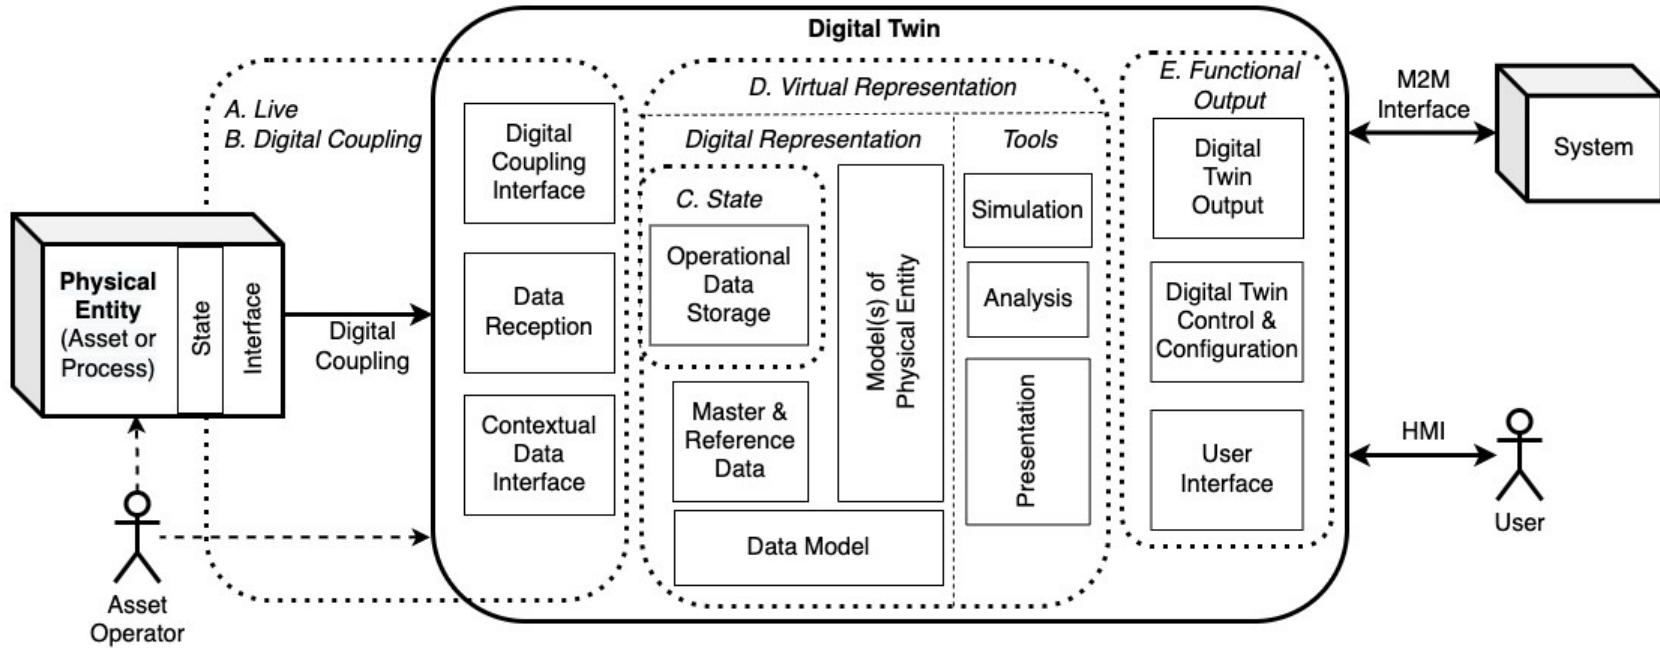 Digital Twin
A. Live
B. Digital Coupling
Physical
Entity
(Asset or
Process)
State
Interface
Digital
Coupling
Asset
Operator
Digital
Coupling
Interface
Data
Reception
Contextual
Data
Interface
D. Virtual Representation
Digital Representation
C. State
Operational
Data
Storage
Master &
Reference
Data
Model(s) of
Physical Entity
Data Model
Tools
Simulation
Analysis
Presentation
E. Functional
Output
Digital
Twin
Output
Digital Twin
Control &
Configuration
User
Interface
M2M
Interface
System
HMI
User